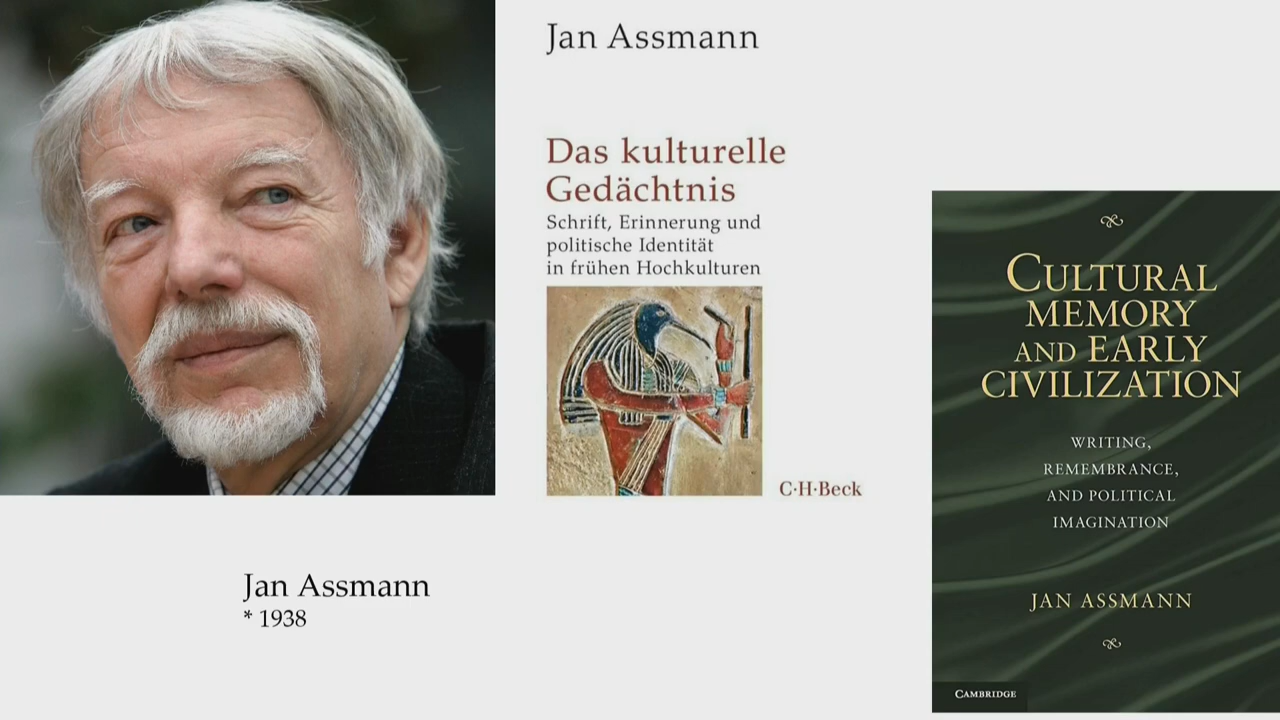 Jan Assmann
Das kulturelle
Gedächtnis
Schrift, Erinnerung und
politische Identität
in frühen Hochkulturen
C·H·Beck
Jan Assmann
* 1938
CULTURAL
MEMORY
AND EARLY
CIVILIZATION
WRITING,
REMEMBRANCE,
AND POLITICAL
IMAGINATION
JAN ASSMANN
CAMBRIDGE